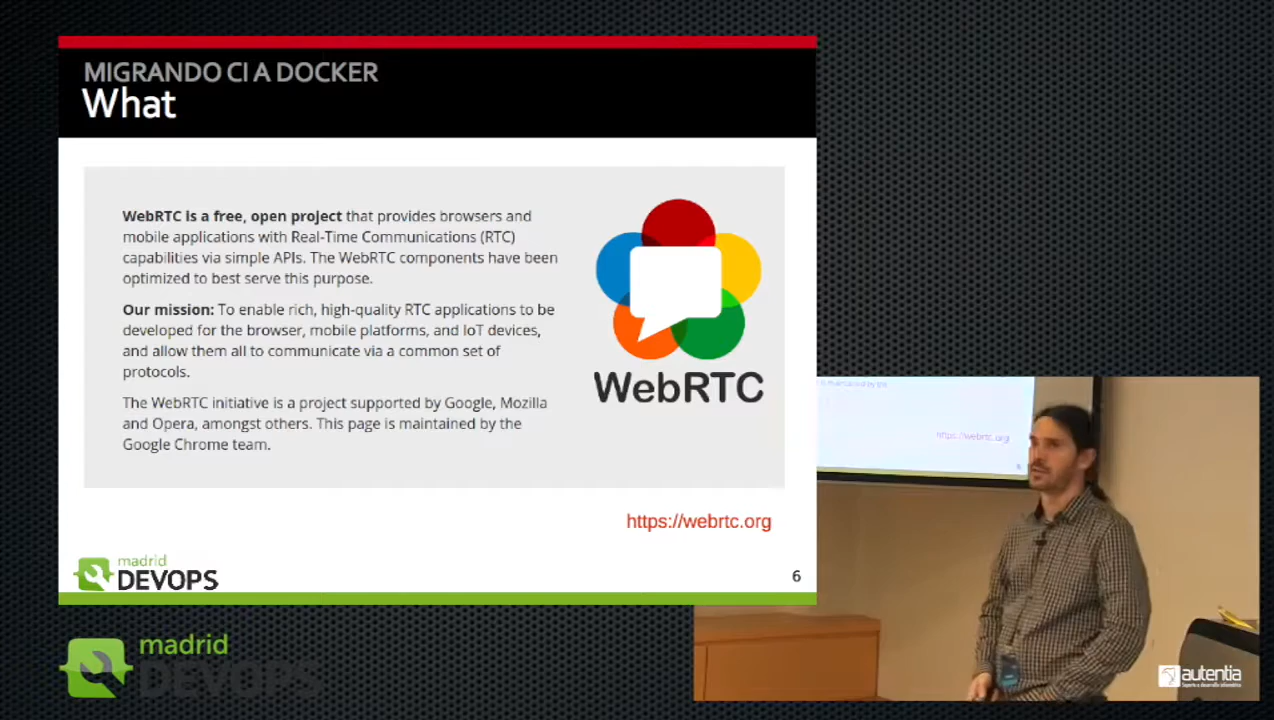 MIGRANDO CI A DOCKER
What
WebRTC is a free, open project that provides browsers and
mobile applications with Real-Time Communications (RTC)
capabilities via simple APIs. The WebRTC components have been
optimized to best serve this purpose.
Our mission: To enable rich, high-quality RTC applications to be
developed for the browser, mobile platforms, and IoT devices,
and allow them all to communicate via a common set of
protocols.
The WebRTC initiative is a project supported by Google, Mozilla
and Opera, amongst others. This page is maintained by the
Google Chrome team.
WebRTC
https://webrtc.org
madrid
DEVOPS
6
https://webrtc.org
madrid
DEVOPS
autentia